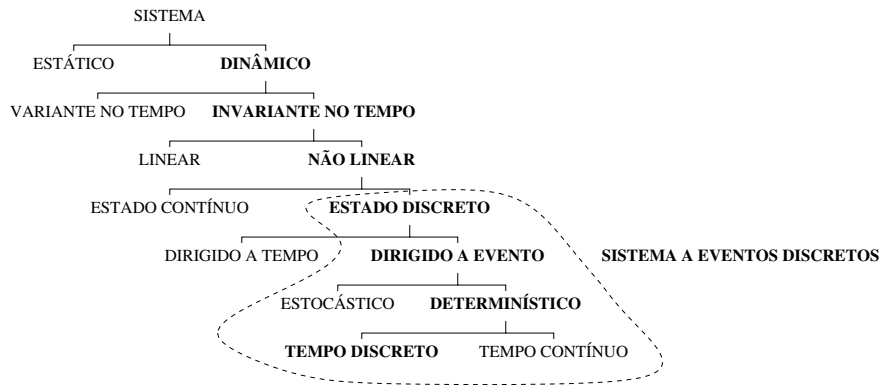 SISTEMA
ESTÁTICO DINÂMICO
VARIANTE NO TEMPO INVARIANTE NO TEMPO
LINEAR NÃO LINEAR
ESTADO CONTÍNUO ESTADO DISCRETO
DIRIGIDO A TEMPO DIRIGIDO A EVENTO SISTEMA A EVENTOS DISCRETOS
ESTOCÁSTICO DETERMINÍSTICO
TEMPO DISCRETO TEMPO CONTÍNUO